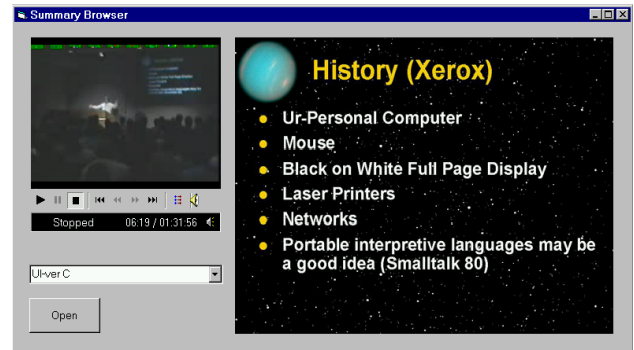 Summary Browser
History (Xerox)
Ur-Personal Computer
Mouse
Black on White Full Page Display
Laser Printers
Networks
Portable interpretive languages may be
a good idea (Smalltalk 80)
Stopped 06:19 / 01:31:56
UI-ver C
Open